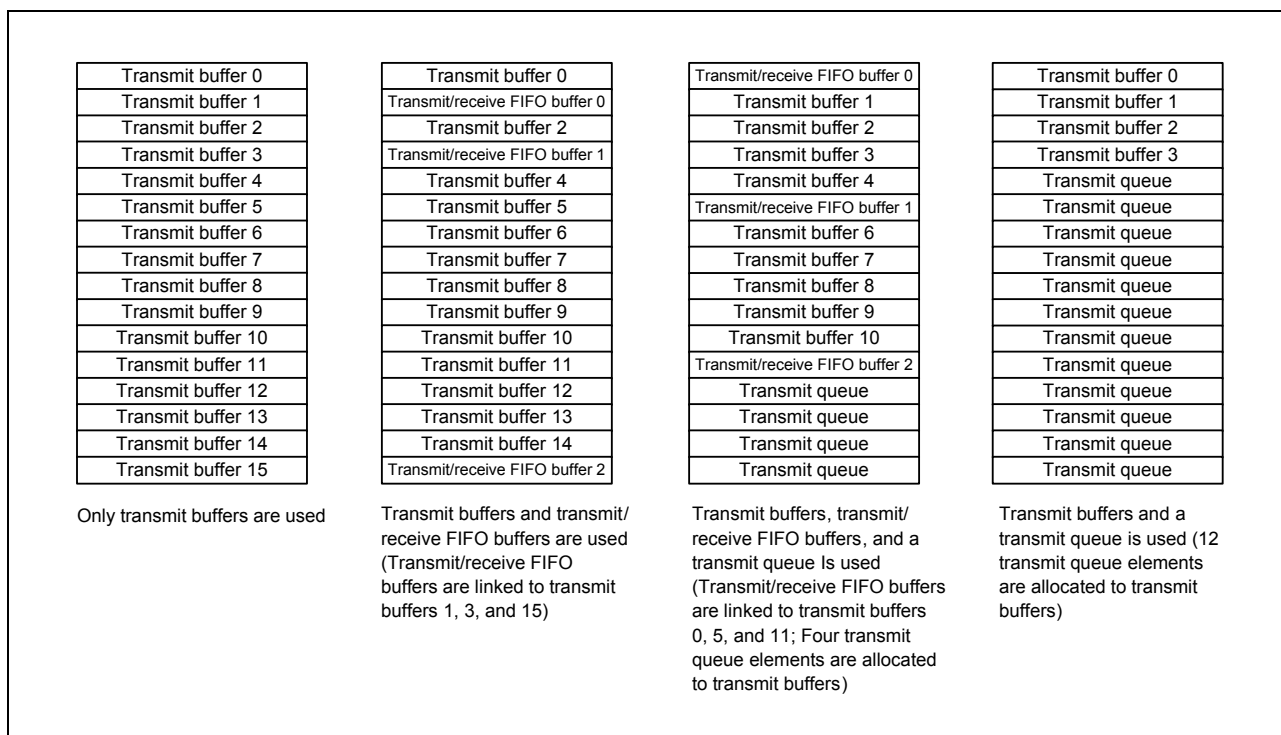 Transmit buffer 0
Transmit buffer 1
Transmit buffer 2
Transmit buffer 3
Transmit buffer 4
Transmit buffer 5
Transmit buffer 6
Transmit buffer 7
Transmit buffer 8
Transmit buffer 9
Transmit buffer 10
Transmit buffer 11
Transmit buffer 12
Transmit buffer 13
Transmit buffer 14
Transmit buffer 15
Only transmit buffers are used
Transmit buffer 0
Transmit/receive FIFO buffer 0
Transmit buffer 2
Transmit/receive FIFO buffer 1
Transmit buffer 4
Transmit buffer 5
Transmit buffer 6
Transmit buffer 7
Transmit buffer 8
Transmit buffer 9
Transmit buffer 10
Transmit buffer 11
Transmit buffer 12
Transmit buffer 13
Transmit buffer 14
Transmit/receive FIFO buffer 2
Transmit buffers and transmit/
receive FIFO buffers are used
(Transmit/receive FIFO
buffers are linked to transmit
buffers 1, 3, and 15)
Transmit/receive FIFO buffer 0
Transmit buffer 1
Transmit buffer 2
Transmit buffer 3
Transmit buffer 4
Transmit/receive FIFO buffer 1
Transmit buffer 6
Transmit buffer 7
Transmit buffer 8
Transmit buffer 9
Transmit buffer 10
Transmit/receive FIFO buffer 2
Transmit queue
Transmit queue
Transmit queue
Transmit queue
Transmit buffers, transmit/
receive FIFO buffers, and a
transmit queue Is used
(Transmit/receive FIFO buffers
are linked to transmit buffers
0, 5, and 11; Four transmit
queue elements are allocated
to transmit buffers)
Transmit buffer 0
Transmit buffer 1
Transmit buffer 2
Transmit buffer 3
Transmit queue
Transmit queue
Transmit queue
Transmit queue
Transmit queue
Transmit queue
Transmit queue
Transmit queue
Transmit queue
Transmit queue
Transmit queue
Transmit queue
Transmit buffers and a
transmit queue is used (12
transmit queue elements
are allocated to transmit
buffers)